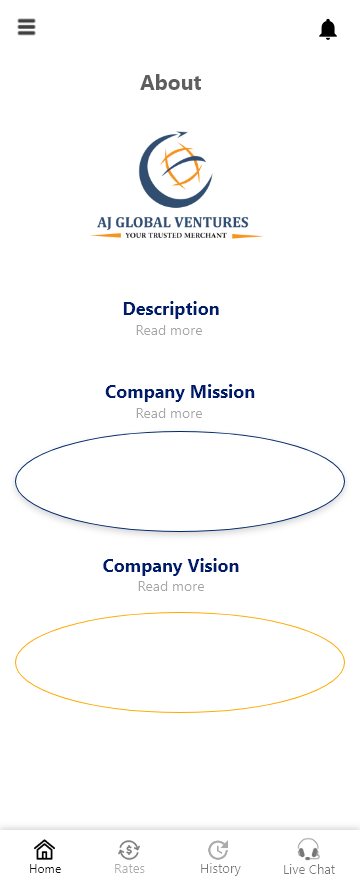 About
AJ GLOBAL VENTURES
YOUR TRUSTED MERCHANT
Description
Read more
Company Mission
Read more
Company Vision
Read more
Home
Rates
History
Live Chat